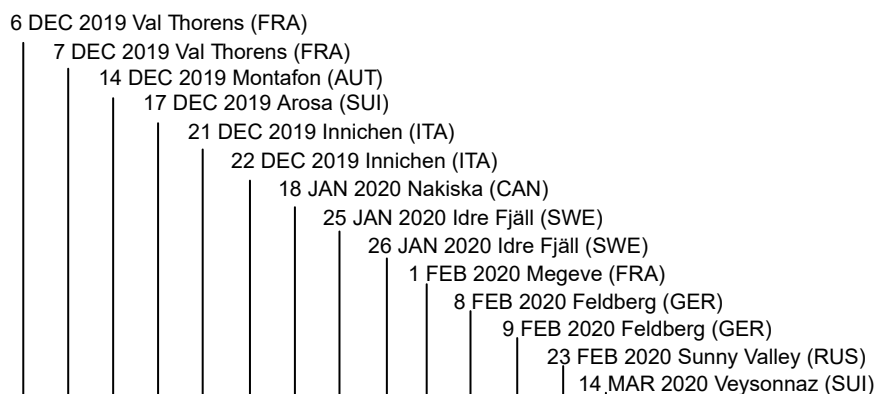 6 DEC 2019 Val Thorens (FRA)
7 DEC 2019 Val Thorens (FRA)
14 DEC 2019 Montafon (AUT)
17 DEC 2019 Arosa (SUI)
21 DEC 2019 Innichen (ITA)
22 DEC 2019 Innichen (ITA)
18 JAN 2020 Nakiska (CAN)
25 JAN 2020 Idre Fjäll (SWE)
26 JAN 2020 Idre Fjäll (SWE)
1 FEB 2020 Megeve (FRA)
8 FEB 2020 Feldberg (GER)
9 FEB 2020 Feldberg (GER)
23 FEB 2020 Sunny Valley (RUS)
14 MAR 2020 Veysonnaz (SUI)